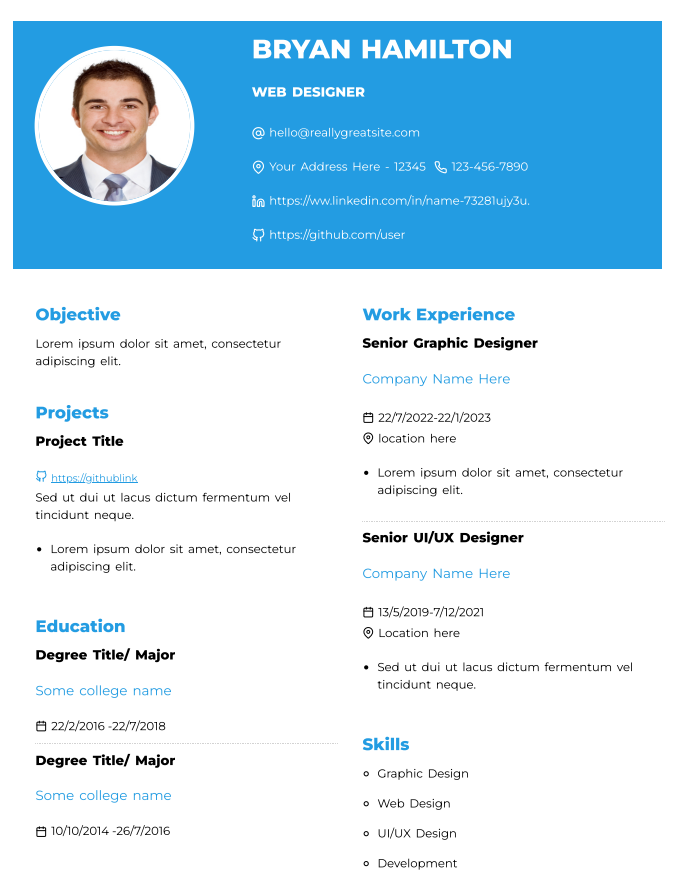 BRYAN HAMILTON
WEB DESIGNER
hello@reallygreatsite.com
Your Address Here - 12345 123-456-7890
https://ww.linkedin.com/in/name-73281ujy3u.
https://github.com/user
Objective
Lorem ipsum dolor sit amet, consectetur
adipiscing elit.
Projects
Project Title
https://githublink
Sed ut dui ut lacus dictum fermentum vel
tincidunt neque.
• Lorem ipsum dolor sit amet, consectetur
adipiscing elit.
Education
Degree Title/ Major
Some college name
22/2/2016 -22/7/2018
Degree Title/ Major
Some college name
10/10/2014 -26/7/2016
Work Experience
Senior Graphic Designer
Company Name Here
22/7/2022-22/1/2023
location here
• Lorem ipsum dolor sit amet, consectetur
adipiscing elit.
Senior UI/UX Designer
Company Name Here
13/5/2019-7/12/2021
Location here
• Sed ut dui ut lacus dictum fermentum vel
tincidunt neque.
Skills
Graphic Design
Web Design
UI/UX Design
Development